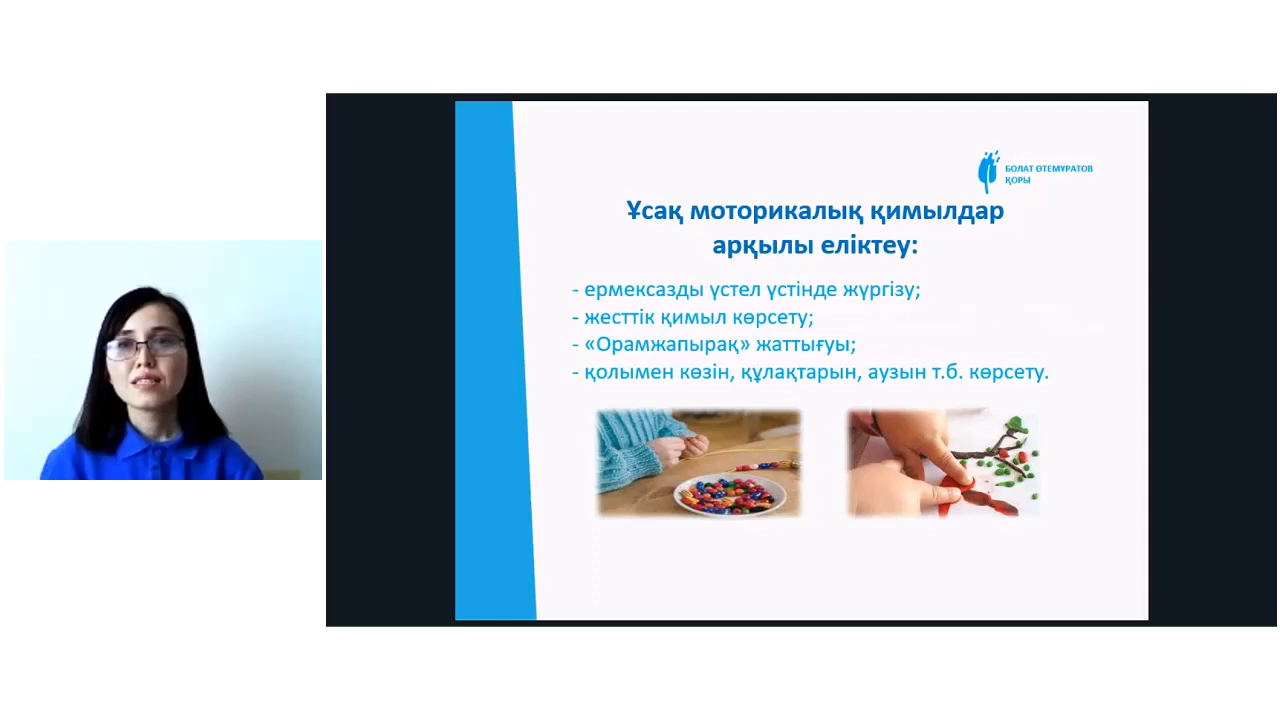 БОЛАТ ӨТЕМҰРАТОВ
ҚОРЫ
Ұсақ моторикалық қимылдар
арқылы еліктеу:
- ермексазды үстел үстінде жүргізу;
- жесттік қимыл көрсету;
- «Орамжапырақ» жаттығуы;
- қолымен көзін, құлақтарын, аузын т.б. көрсету.